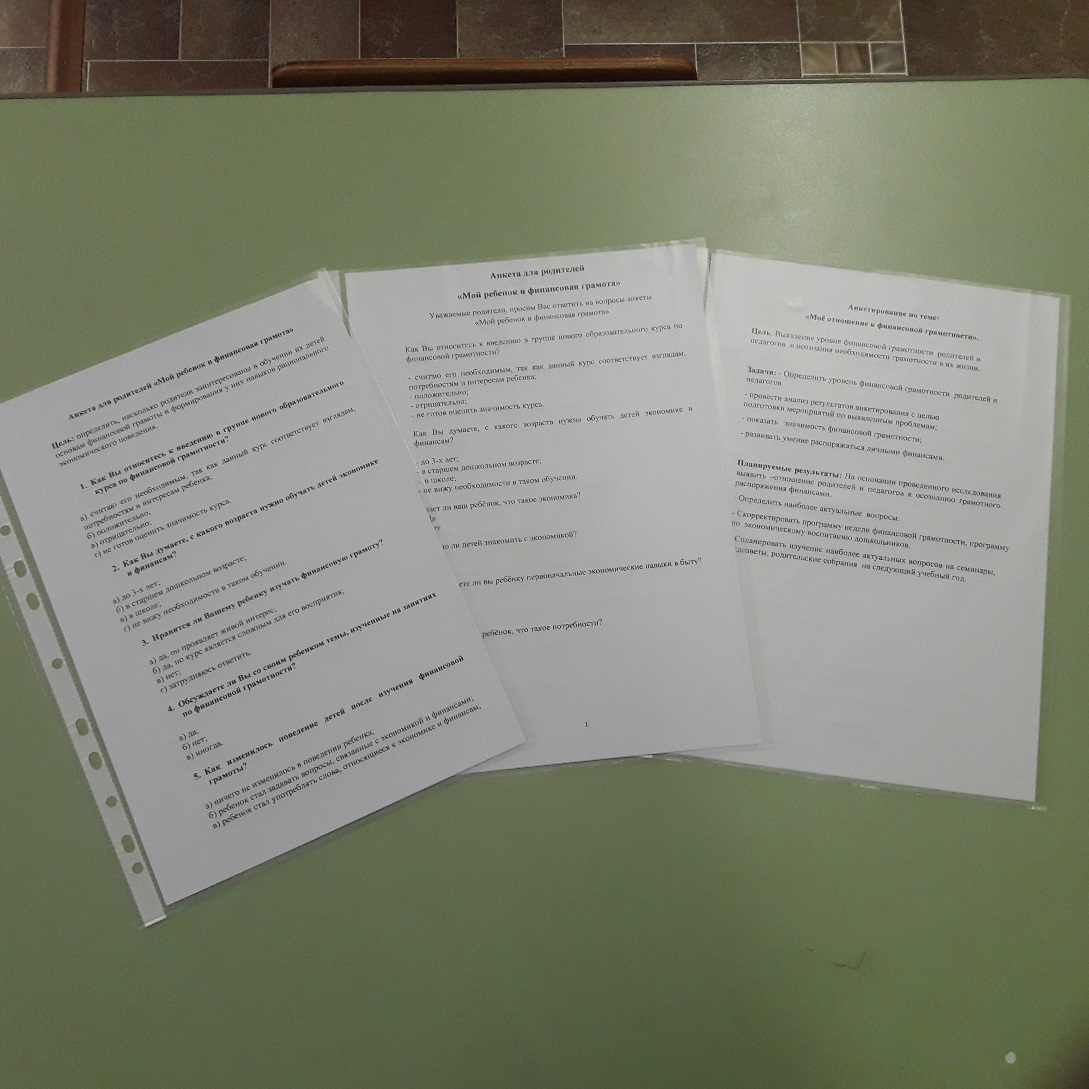 Анкета для родителей «Мой ребенок и финансовая грамота»
Цель: определить, насколько родители заинтересованы в обучении их детей
основам финансовой грамоты и формирования у них навыков рационального
экономического поведения.
1. Как Вы относитесь к введению в группе нового образовательного
курса по финансовой грамотности?
а) считаю его необходимым, так как данный курс соответствует взглядам,
потребностям и интересам ребенка;
б) положительно;
в) отрицательно;
г) не готов оценить значимость курса.
2. Как Вы думаете, с какого возраста нужно обучать детей экономике
и финансам?
а) до 3-х лет;
б) в старшем дошкольном возрасте;
в) в школе;
г) не вижу необходимости в таком обучении.
3. Нравится ли Вашему ребенку изучать финансовую грамоту?
а) да, он проявляет живой интерес;
б) да, но курс является сложным для его восприятия;
в) нет;
г) затрудняюсь ответить.
4. Обсуждаете ли Вы со своим ребенком темы, изученные на занятиях
по финансовой грамотности?
а) да;
б) нет;
в) иногда.
5. Как изменилось поведение детей после изучения финансовой
грамоты?
а) ничего не изменилось в поведении ребенка;
б) ребенок стал задавать вопросы, связанные с экономикой и финансами;
в) ребенок стал употреблять слова, относящиеся к экономике и финансам;
Анкета для родителей
«Мой ребенок и финансовая грамота»
Уважаемые родители, просим Вас ответить на вопросы анкеты
«Мой ребенок и финансовая грамота»
Как Вы относитесь к введению в группе нового образовательного курса по
финансовой грамотности?
- считаю его необходимым, так как данный курс соответствует взглядам,
потребностям и интересам ребенка;
- положительно;
- отрицательно;
- не готов оценить значимость курса.
Как Вы думаете, с какого возраста нужно обучать детей экономике и
финансам?
- до 3-х лет;
- в старшем дошкольном возрасте;
в школе;
- не вижу необходимости в таком обучении.
ли ваш ребёнок, что такое экономика?
ли детей знакомить с экономикой?
ли вы ребёнку первоначальные экономические навыки в быту?
ребёнок, что такое потребности?
1
Анкетирование по теме:
«Моё отношение к финансовой грамотности».
Цель: Выявление уровня финансовой грамотности родителей и
педагогов и осознания необходимости грамотности в их жизни.
Задачи: - Определить уровень финансовой грамотности родителей и
педагогов
- провести анализ результатов анкетирования с целью
подготовки мероприятий по выявленным проблемам;
- показать значимость финансовой грамотности;
- развивать умение распоряжаться личными финансами.
Планируемые результаты: На основании проведенного исследования
выявить –отношение родителей и педагогов к осознанию грамотного
распоряжения финансами.
- Определить наиболее актуальные вопросы.
- Скорректировать программу недели финансовой грамотности, программу
по экономическому воспитанию дошкольников.
Спланировать изучение наиболее актуальных вопросов на семинары,
родительские собрания на следующий учебный год.